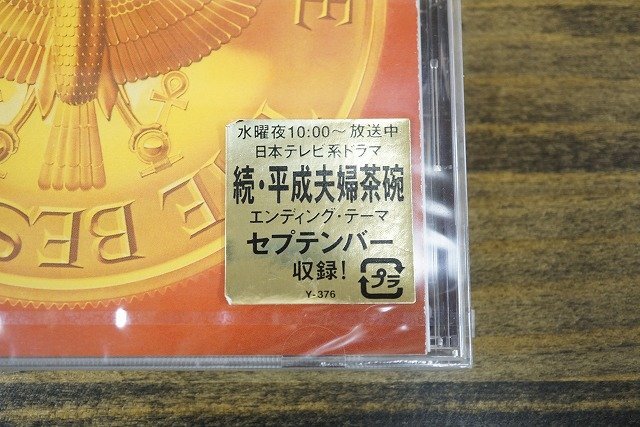 水曜夜10:00～放送中
日本テレビ系ドラマ
続・平成夫婦茶碗
エンディング・テーマ
セプテンバー
収録!
プラ
Y-376
THE BES